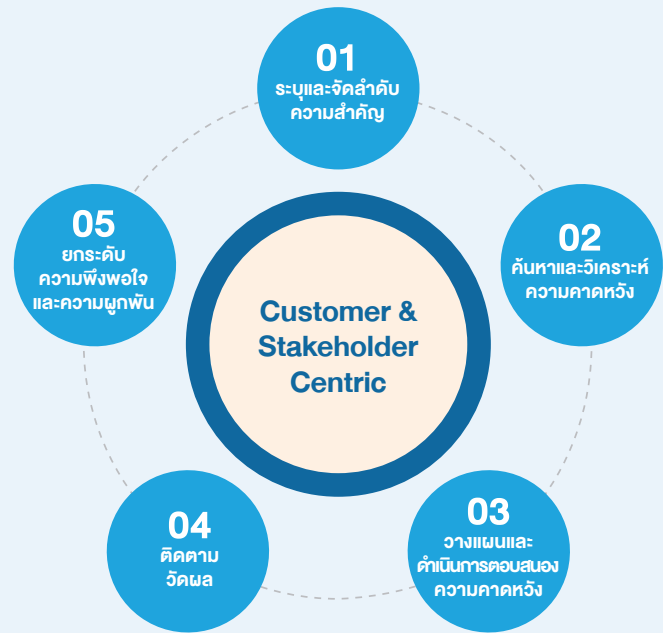 01
ระบุและจัดลำดับ
ความสำคัญ
02
ค้นหาและวิเคราะห์
ความคาดหวัง
03
วางแผนและ
ดำเนินการตอบสนอง
ความคาดหวัง
04
ติดตาม
วัดผล
05
ยกระดับ
ความพึงพอใจ
และความผูกพัน
Customer &
Stakeholder
Centric